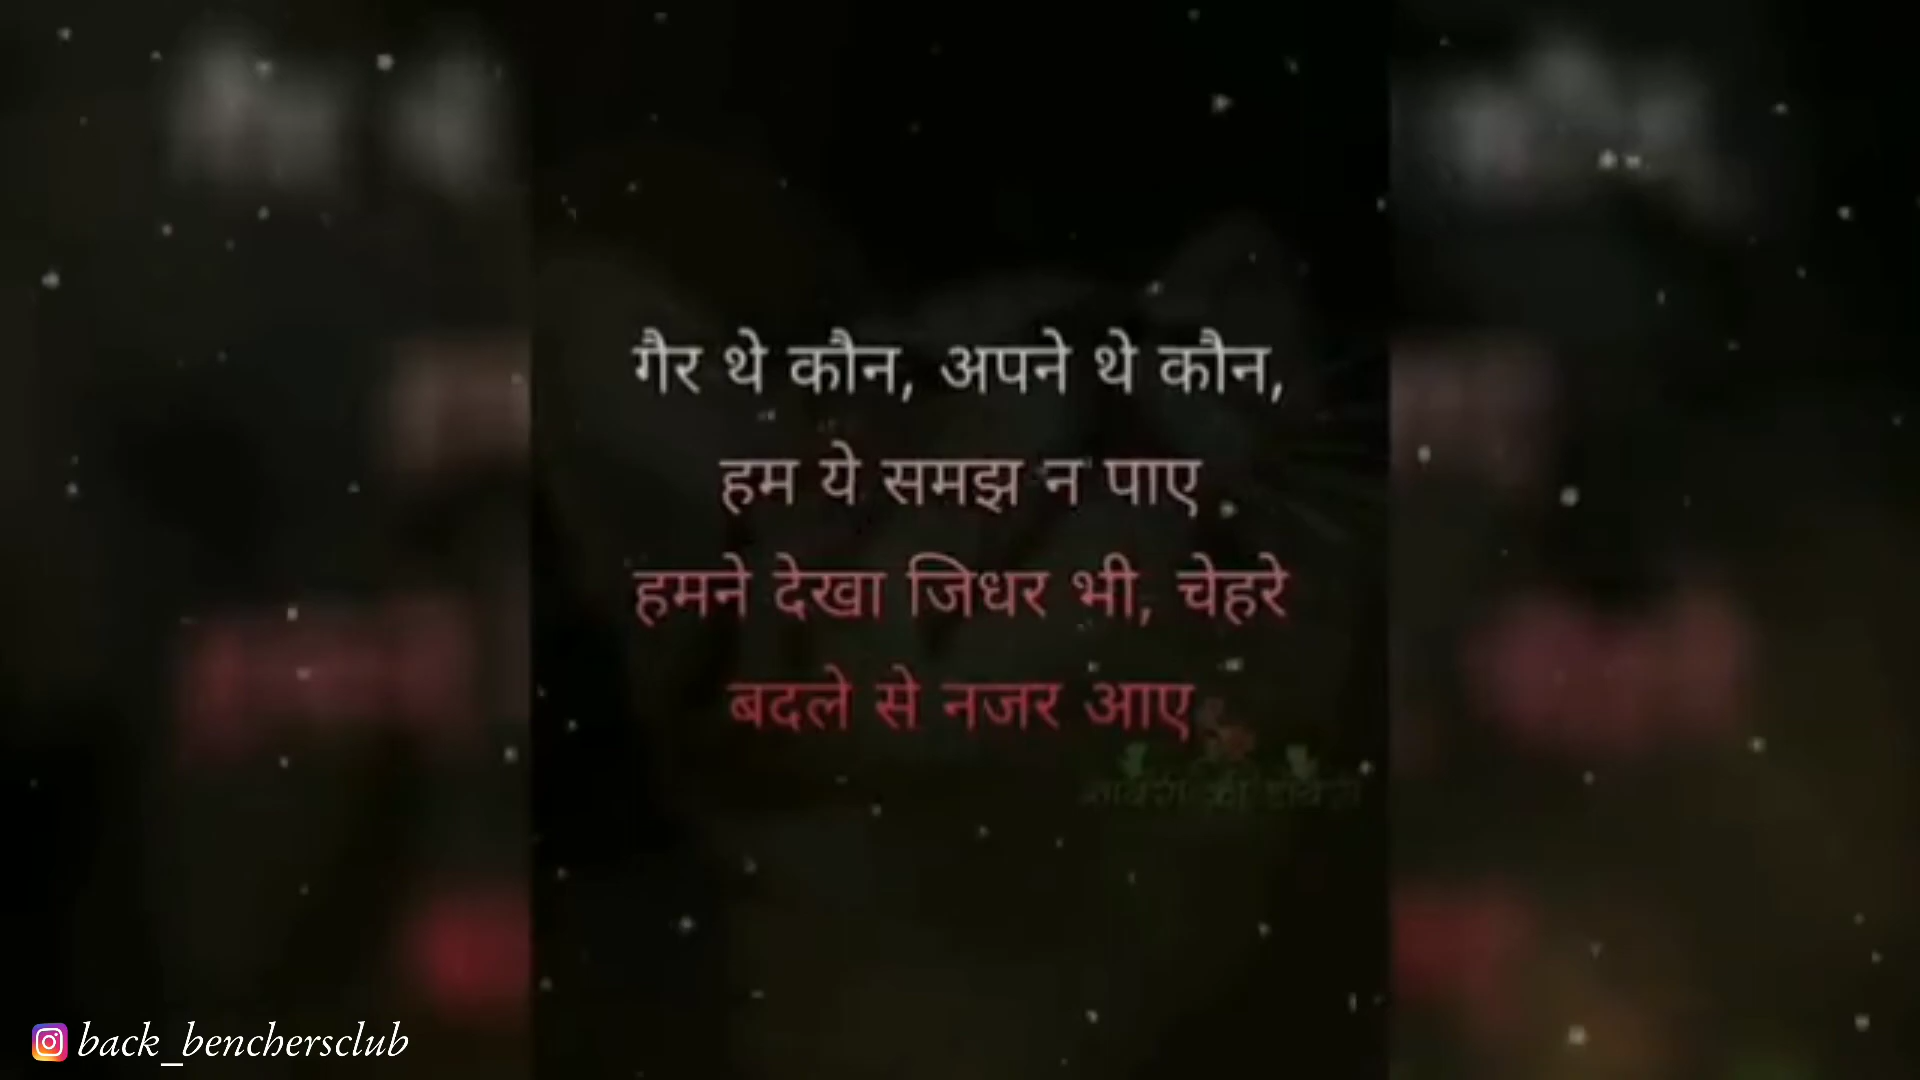 गैर थे कौन, अपने थे कौन,
हम ये समझ न पाए
हमने देखा जिधर भी, चेहरे
बदले से नजर आए
back_benchersclub